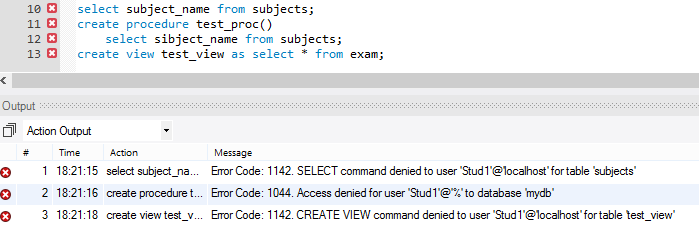 10 select subject_name from subjects;
11 create procedure test_proc()
12 select sibject_name from subjects;
13 create view test_view as select * from exam;
Output
Action Output
# Time Action Message
1 18:21:15 select subject_na... Error Code: 1142. SELECT command denied to user 'Stud1'@'localhost' for table 'subjects'
2 18:21:16 create procedure t... Error Code: 1044. Access denied for user 'Stud1'@'%' to database 'mydb'
3 18:21:18 create view test_v... Error Code: 1142. CREATE VIEW command denied to user 'Stud1'@'localhost' for table 'test_view'